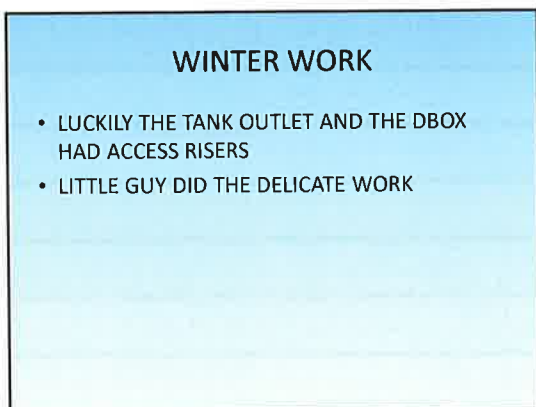 WINTER WORK
• LUCKILY THE TANK OUTLET AND THE DBOX
HAD ACCESS RISERS
• LITTLE GUY DID THE DELICATE WORK